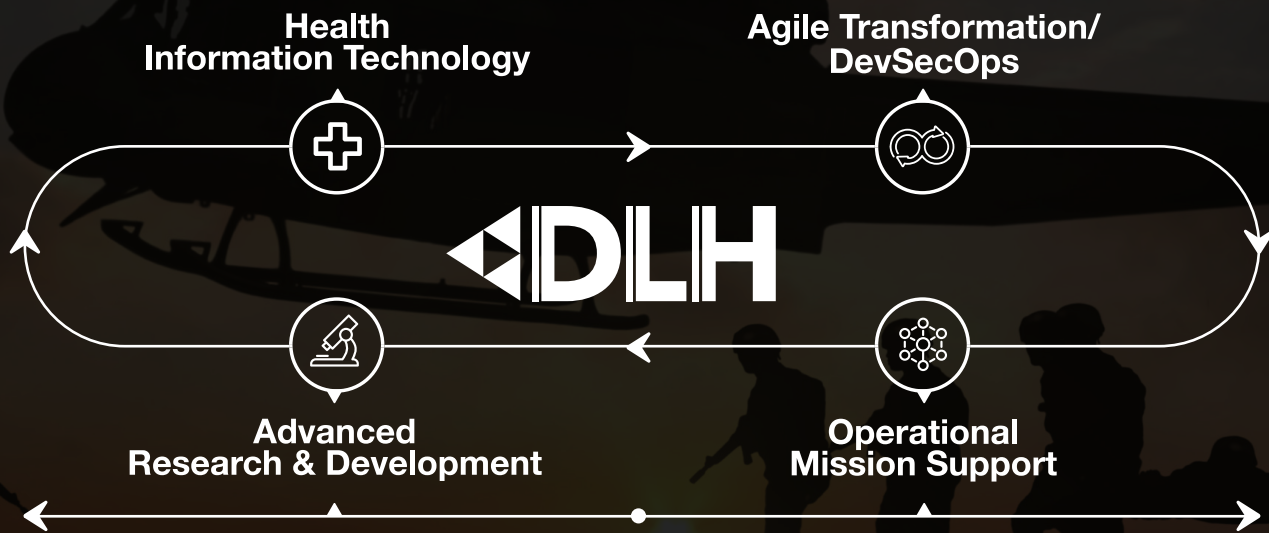 Health
Information Technology
Agile Transformation/
DevSecOps
DLH
Advanced
Research & Development
Operational
Mission Support